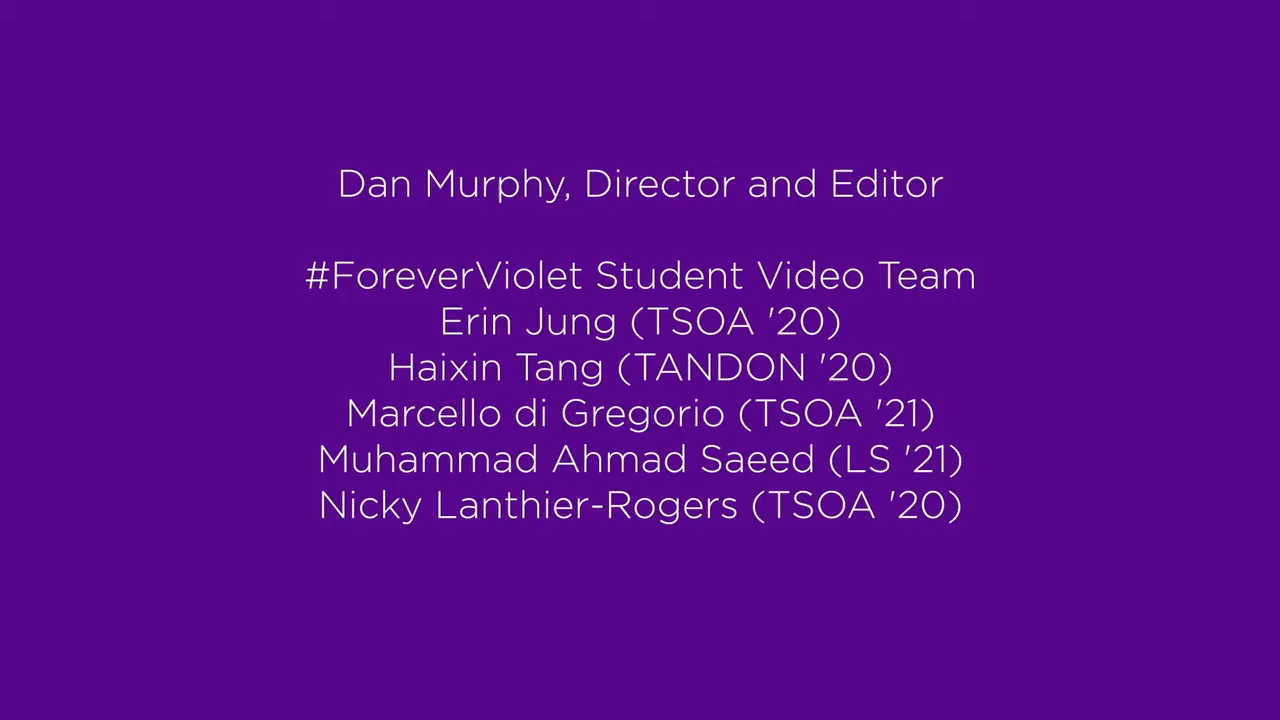 Dan Murphy, Director and Editor
#ForeverViolet Student Video Team
Erin Jung (TSOA '20)
Haixin Tang (TANDON '20)
Marcello di Gregorio (TSOA '21)
Muhammad Ahmad Saeed (LS '21)
Nicky Lanthier-Rogers (TSOA '20)